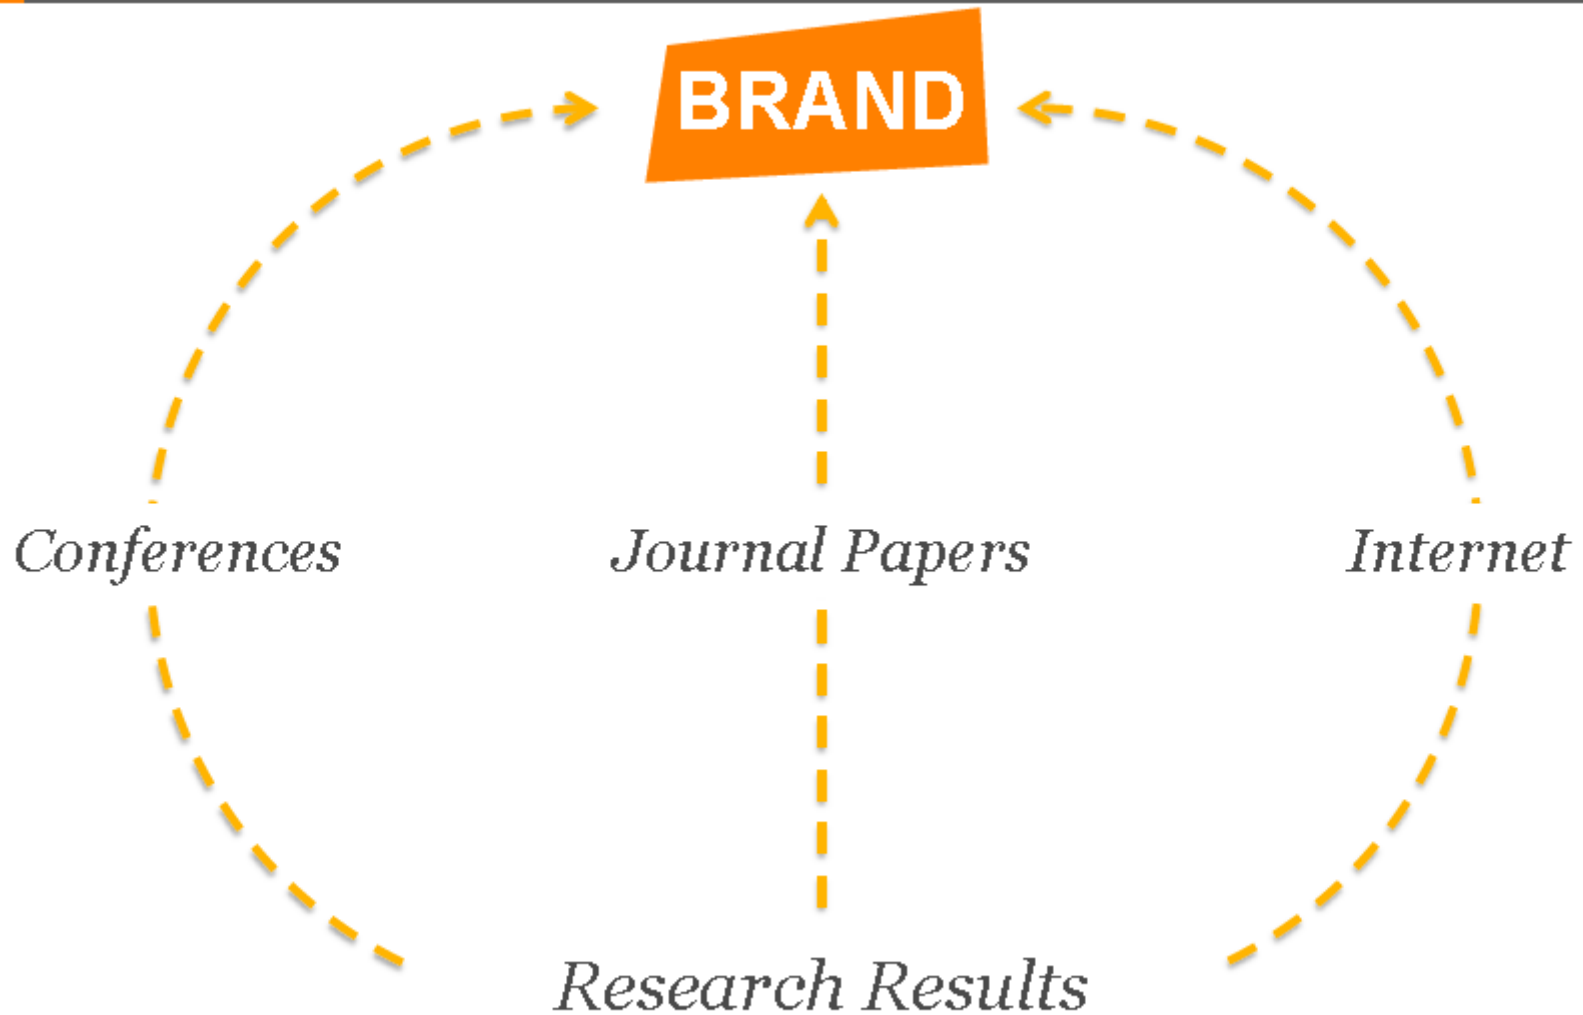 BRAND
Conferences
Journal Papers
Internet
Research Results